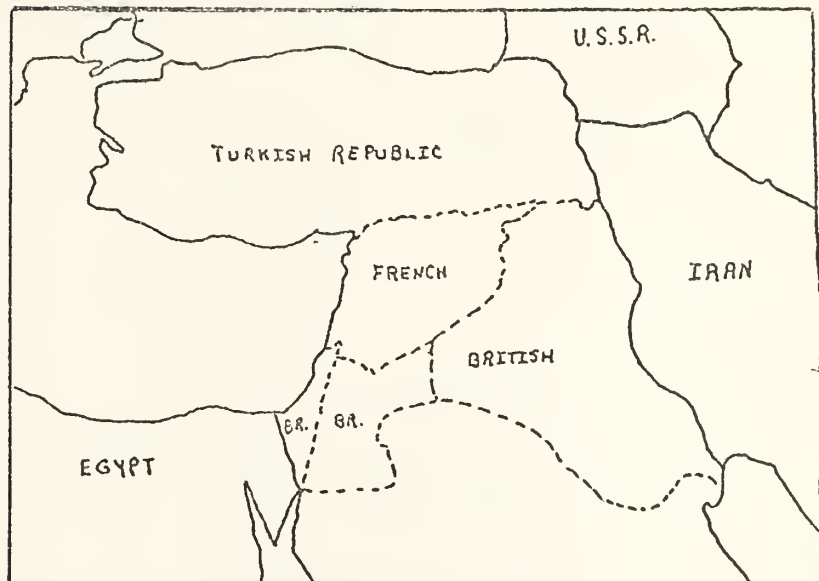 U.S.S.R.
TURKISH REPUBLIC
FRENCH
IRAN
BRITISH
BR.
BR.
EGYPT